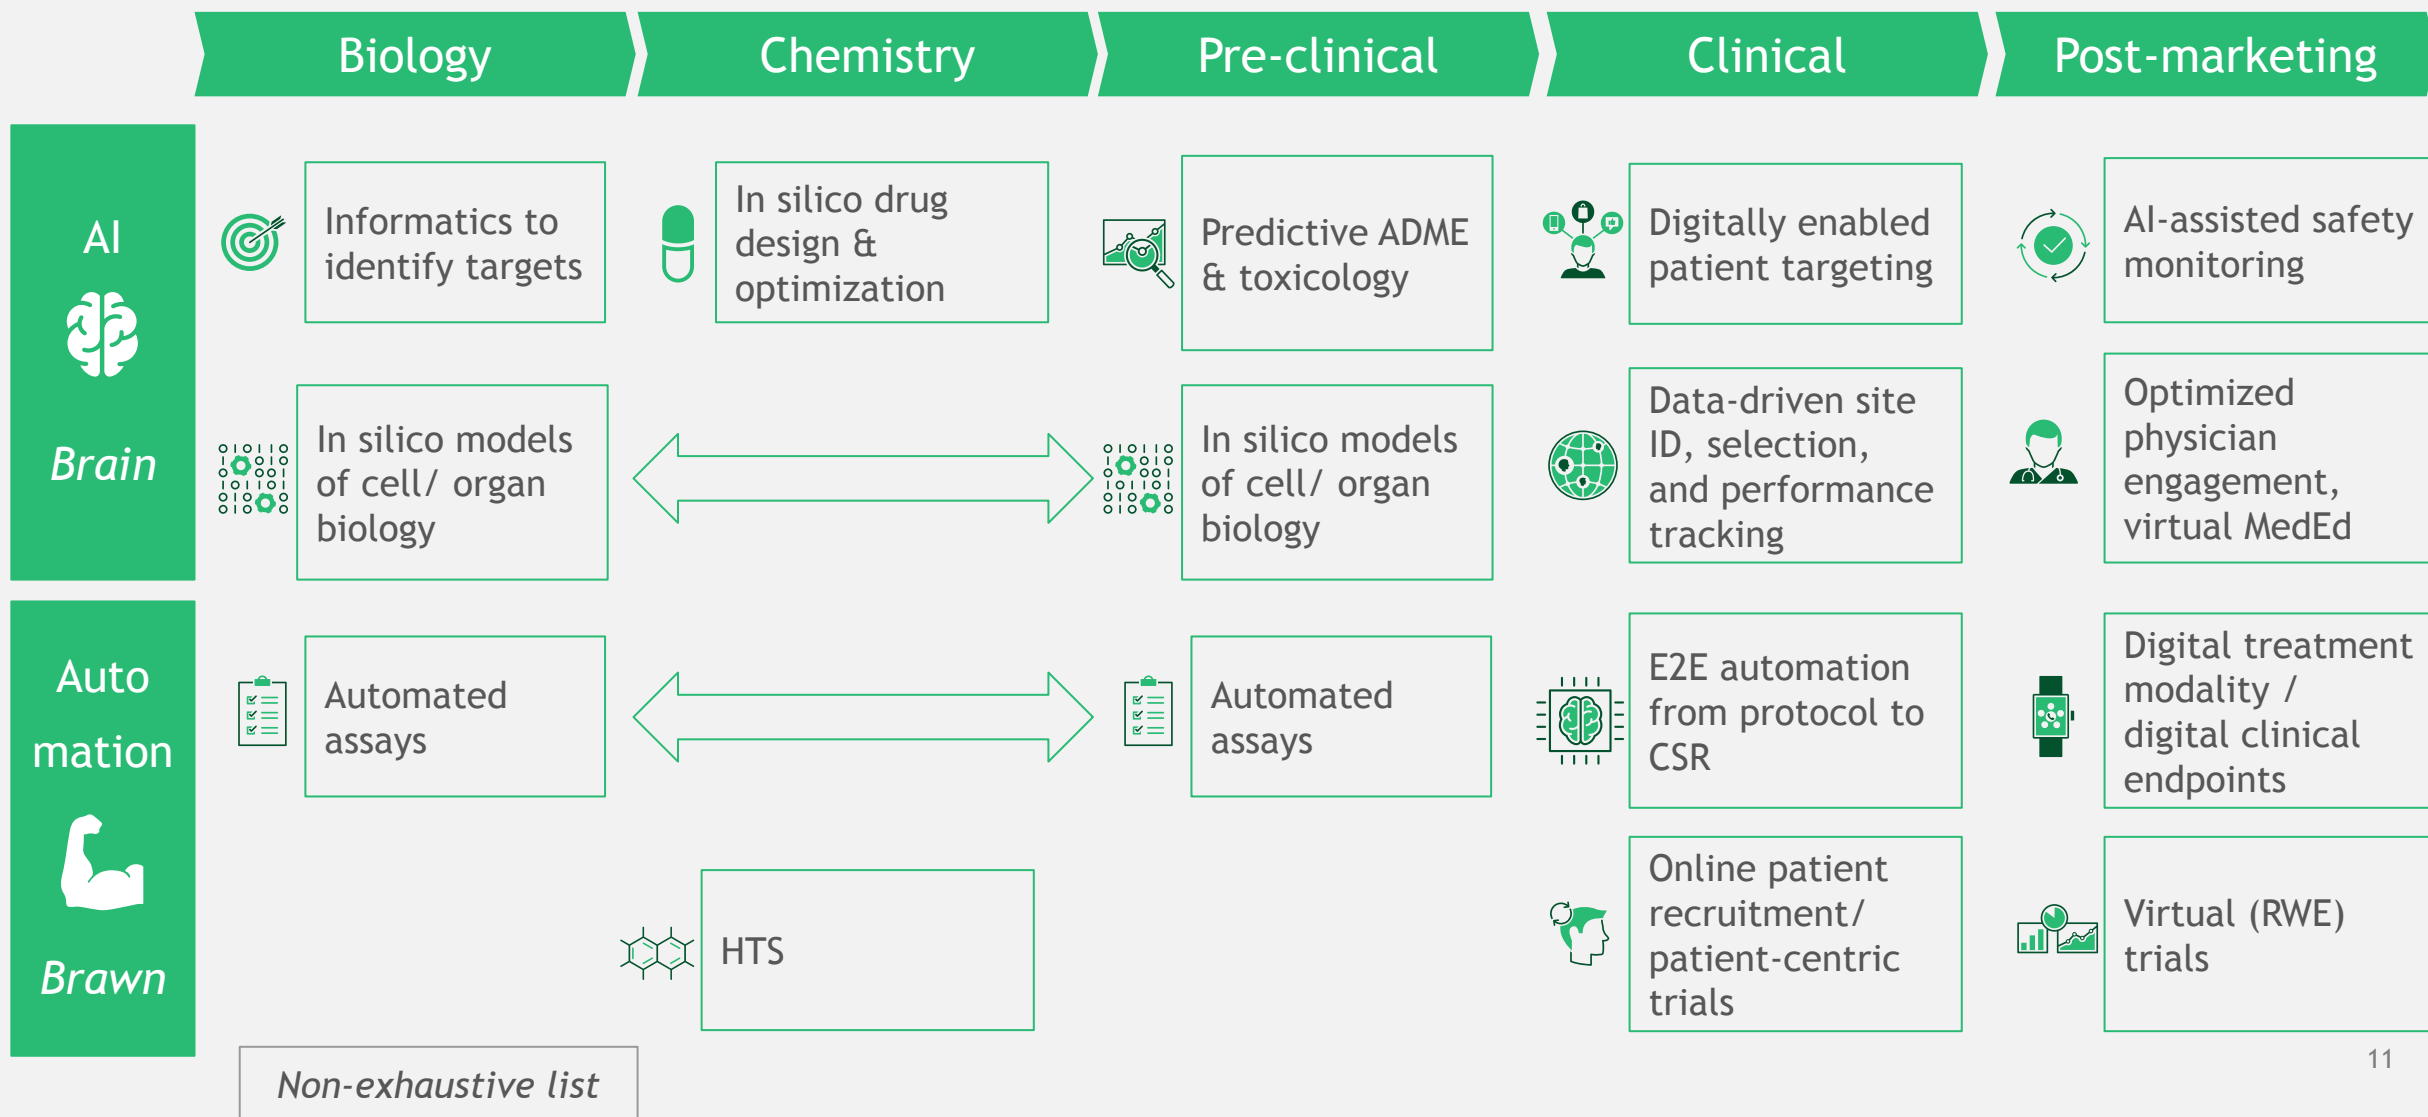 Biology
Chemistry
Pre-clinical
Clinical
Post-marketing
AI
Brain
Informatics to
identify targets
In silico drug
design &
optimization
Predictive ADME
& toxicology
Digitally enabled
patient targeting
AI-assisted safety
monitoring
In silico models
of cell/ organ
biology
In silico models
of cell/ organ
biology
Data-driven site
ID, selection,
and performance
tracking
Optimized
physician
engagement,
virtual MedEd
Auto
mation
Brawn
Automated
assays
Automated
assays
E2E automation
from protocol to
CSR
Digital treatment
modality /
digital clinical
endpoints
HTS
Online patient
recruitment/
patient-centric
trials
Virtual (RWE)
trials
Non-exhaustive list
11